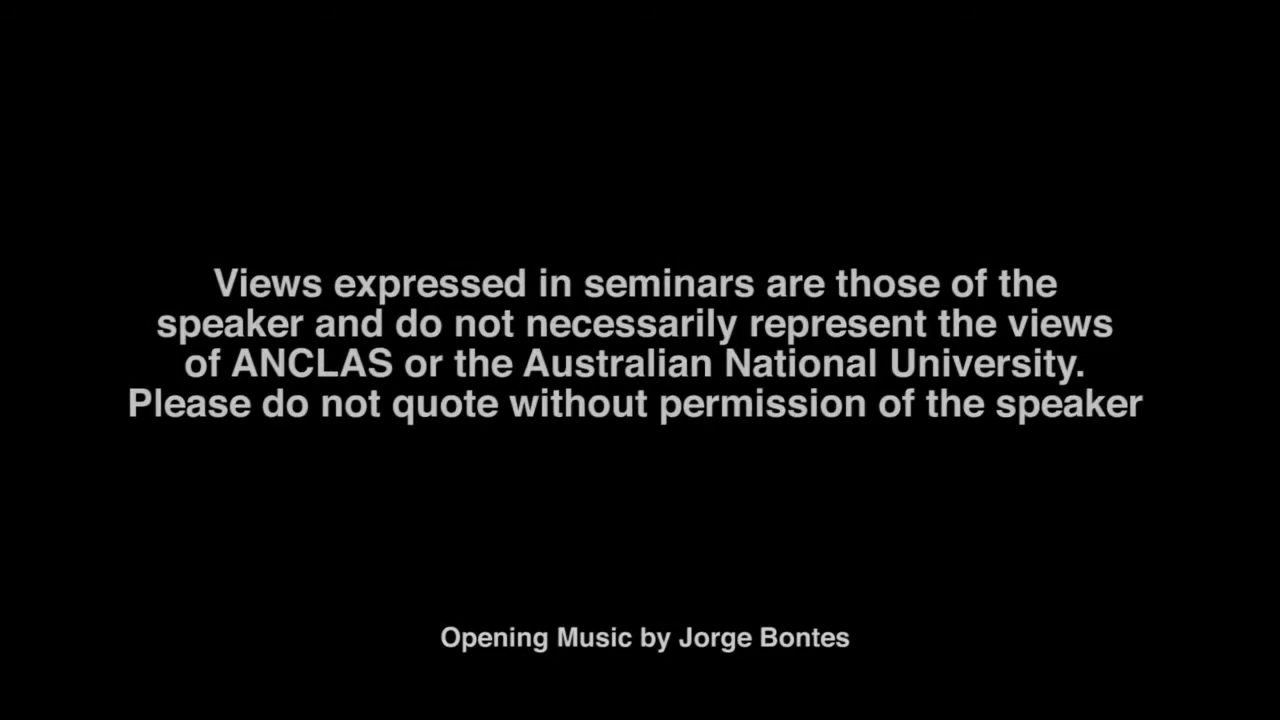 Views expressed in seminars are those of the
speaker and do not necessarily represent the views
of ANCLAS or the Australian National University.
Please do not quote without permission of the speaker
Opening Music by Jorge Bontes